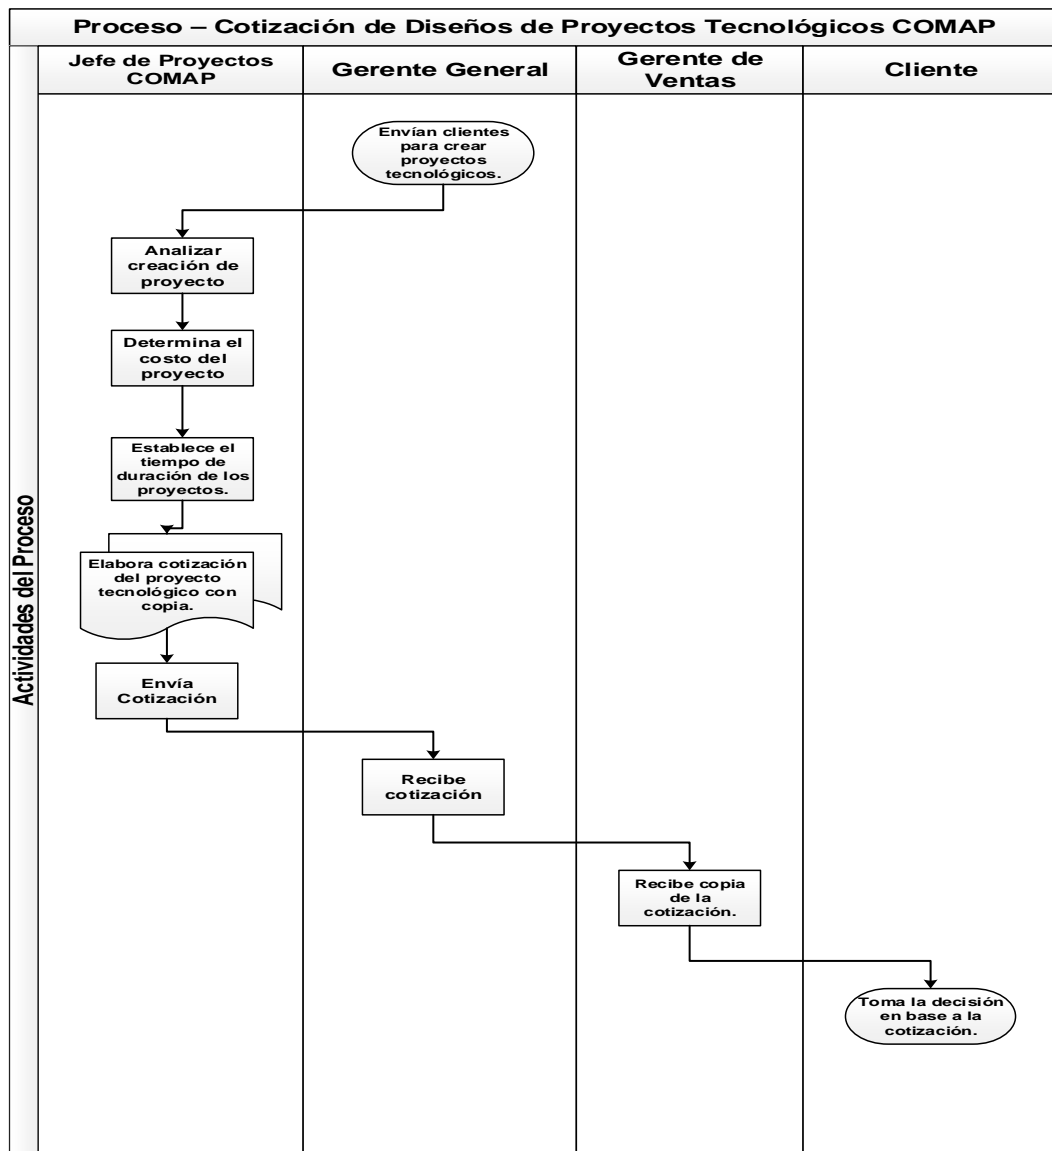 Proceso – Cotización de Diseños de Proyectos Tecnológicos COMAP
Jefe de Proyectos
COMAP
Gerente General
Gerente de
Ventas
Cliente
Actividades del Proceso
Envían clientes
para crear
proyectos
tecnológicos.
Analizar
creación de
proyecto
Determina el
costo del
proyecto
Establece el
tiempo de
duración de los
proyectos.
Elabora cotización
del proyecto
tecnológico con
copia.
Envía
Cotización
Recibe
cotización
Recibe copia
de la
cotización.
Toma la decisión
en base a la
cotización.